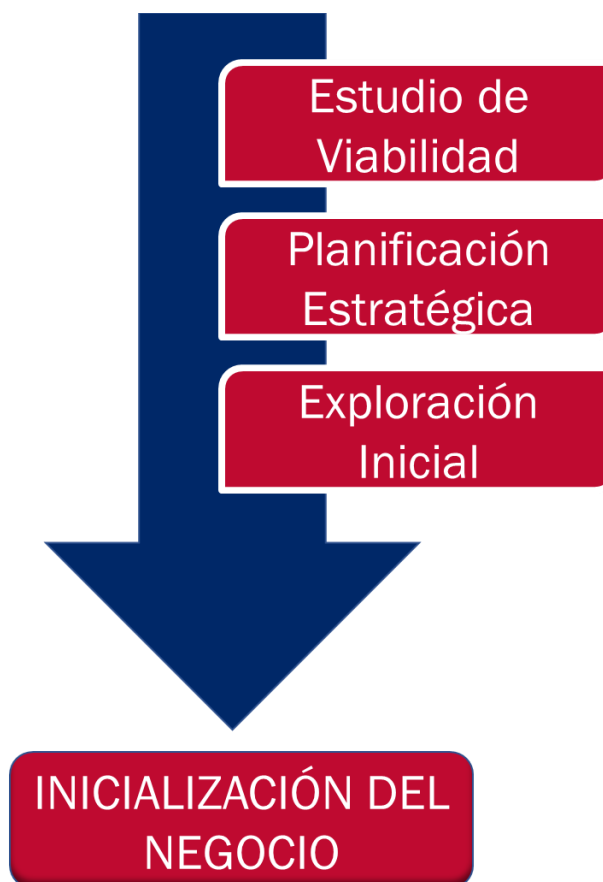 Estudio de
Viabilidad
Planificación
Estratégica
Exploración
Inicial
INICIALIZACIÓN DEL
NEGOCIO